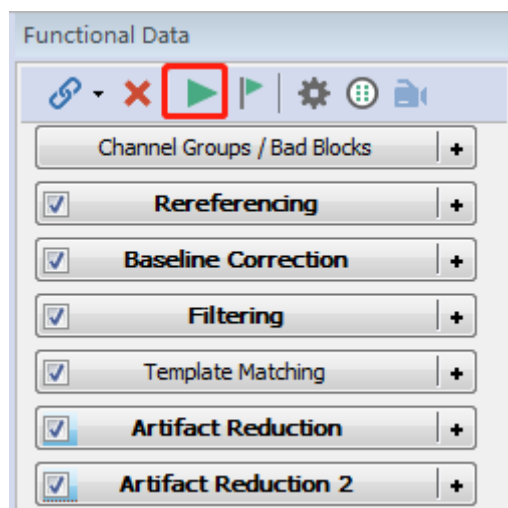 Functional Data
Channel Groups / Bad Blocks
Rereferencing
Baseline Correction
Filtering
Template Matching
Artifact Reduction
Artifact Reduction 2